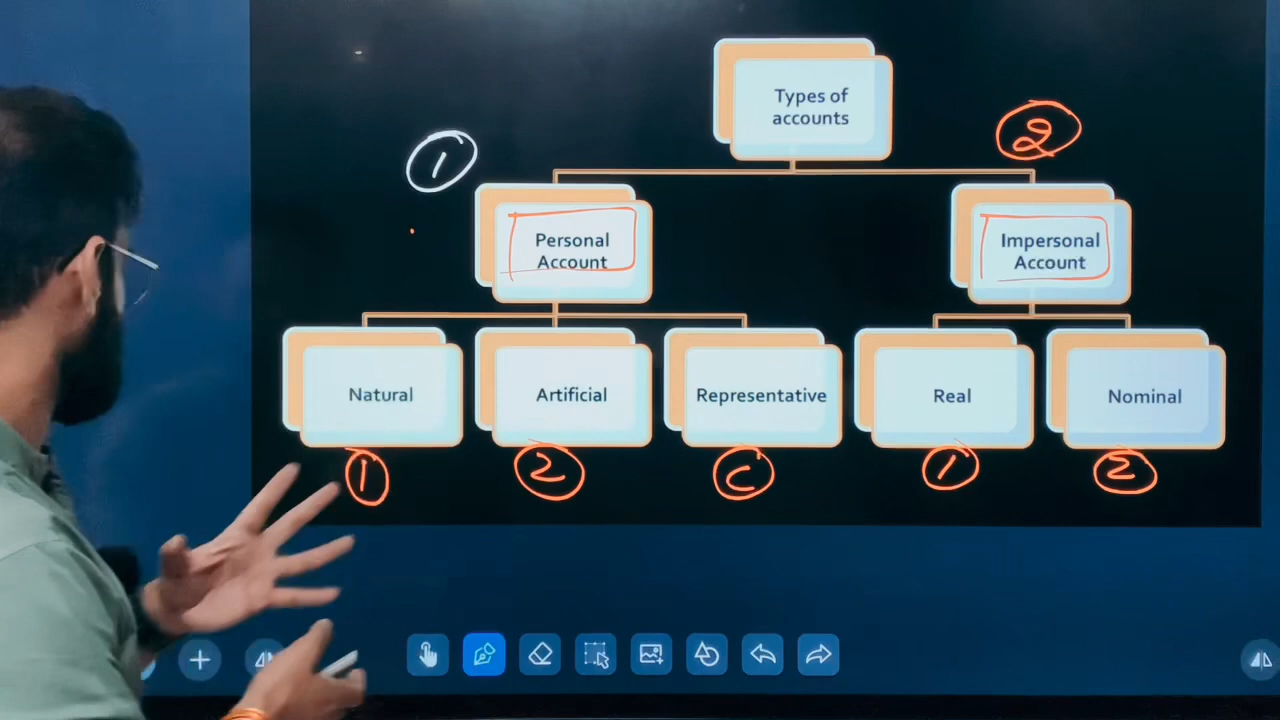 Types of
accounts
1
2
Personal
Account
Impersonal
Account
Natural
Artificial
Representative
Real
Nominal
1
2
C
1
2